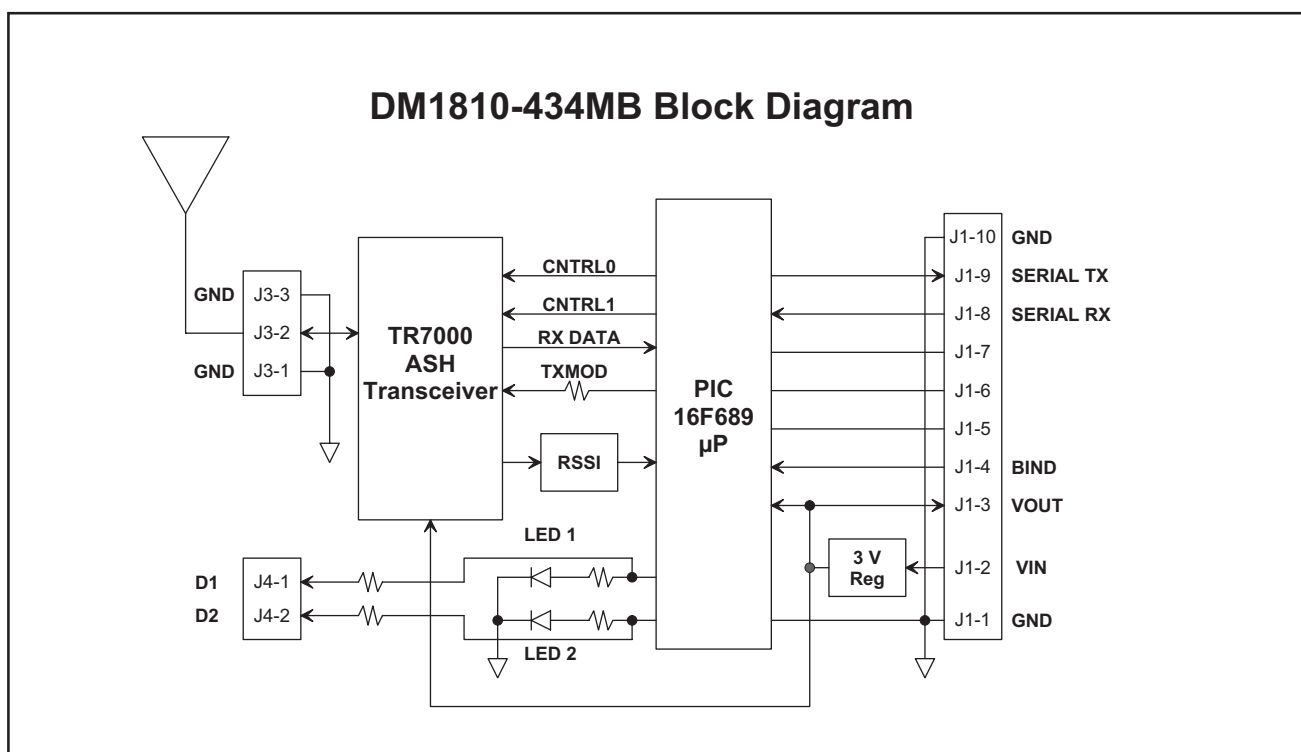 DM1810-434MB Block Diagram
GND
J3-3
J3-2
GND
J3-1
TR7000
ASH
Transceiver
CNTRL0
CNTRL1
RX DATA
TXMOD
RSSI
PIC
16F689
µP
J1-10 GND
J1-9 SERIAL TX
J1-8 SERIAL RX
J1-7
J1-6
J1-5
J1-4 BIND
J1-3 VOUT
3 V
Reg
J1-2 VIN
J1-1 GND
LED 1
D1 J4-1
D2 J4-2
LED 2